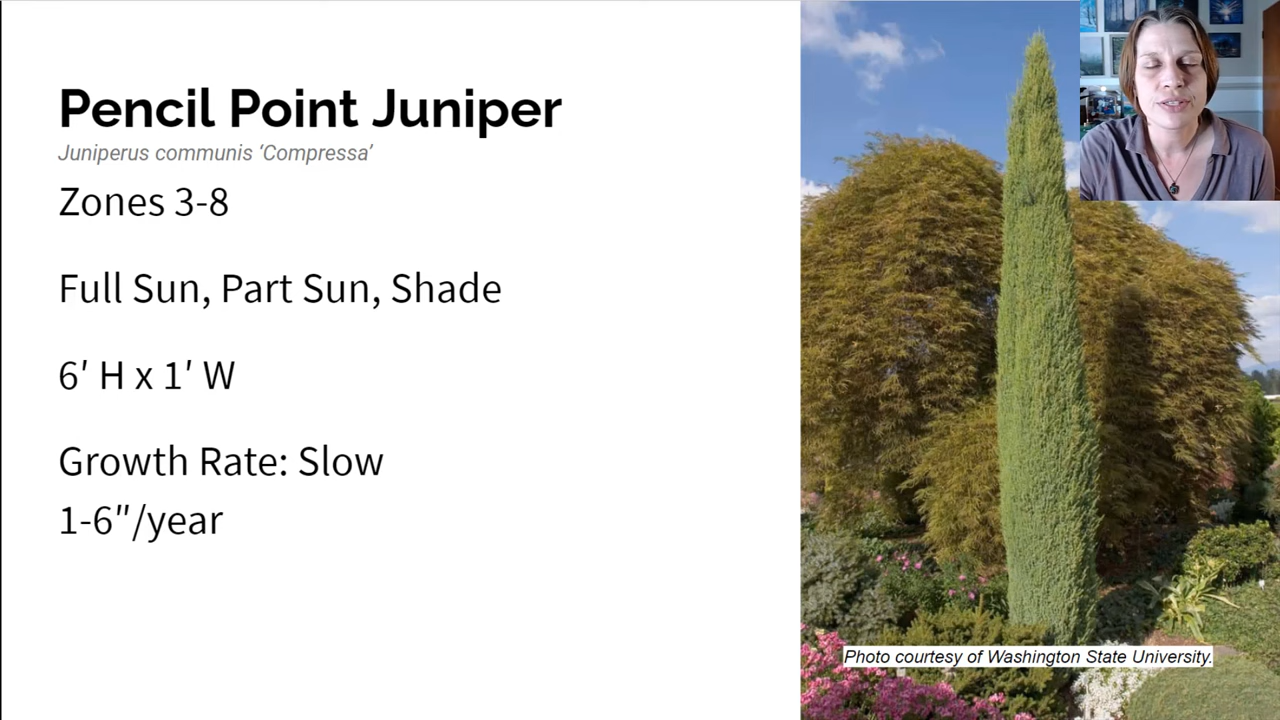 Pencil Point Juniper
Juniperus communis ‘Compressa’
Zones 3-8
Full Sun, Part Sun, Shade
6′ H x 1′ W
Growth Rate: Slow
1-6″/year
Photo courtesy of Washington State University.